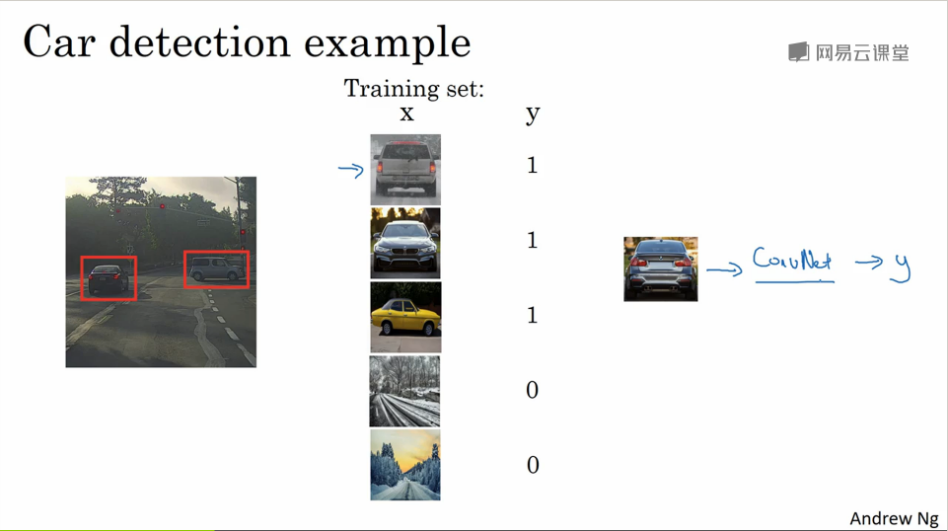 Car detection example
网易云课堂
Training set:
x y
1
1
1
0
0
→ ConvNet → y
Andrew Ng